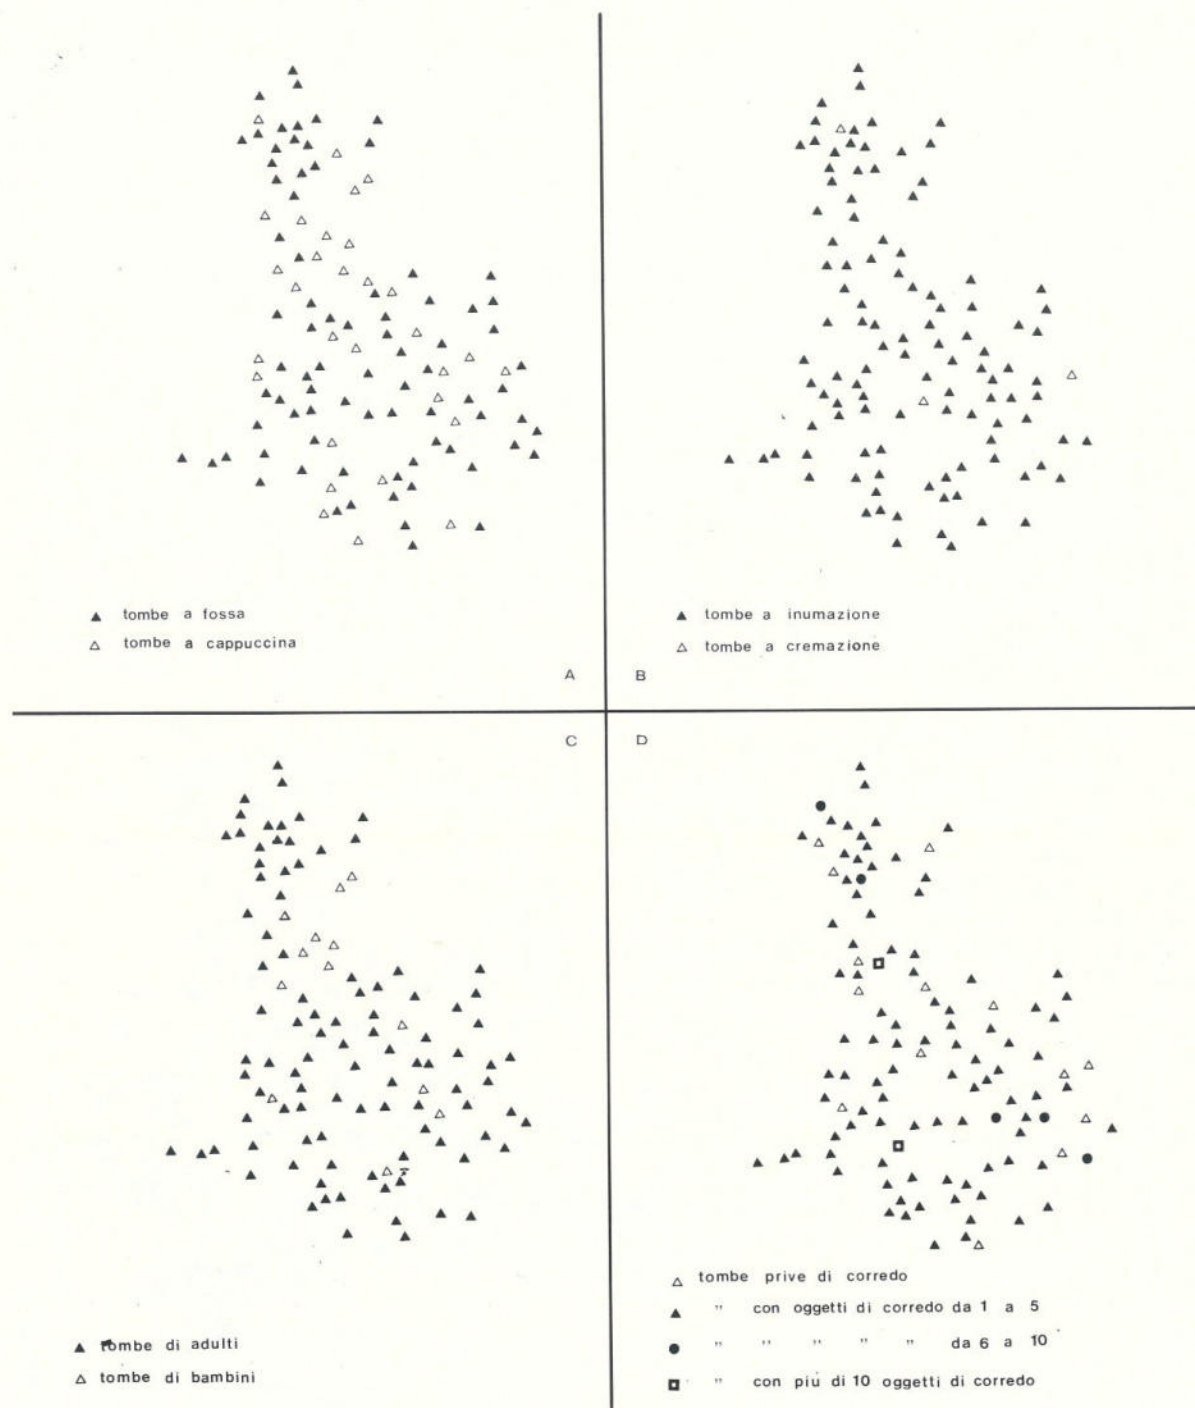 ▲ tombe a fossa
△ tombe a cappuccina
A
▲ tombe a inumazione
△ tombe a cremazione
B
C
▲ tombe di adulti
△ tombe di bambini
D
△ tombe prive di corredo
▲ " con oggetti di corredo da 1 a 5
● " " " " " da 6 a 10
" con più di 10 oggetti di corredo